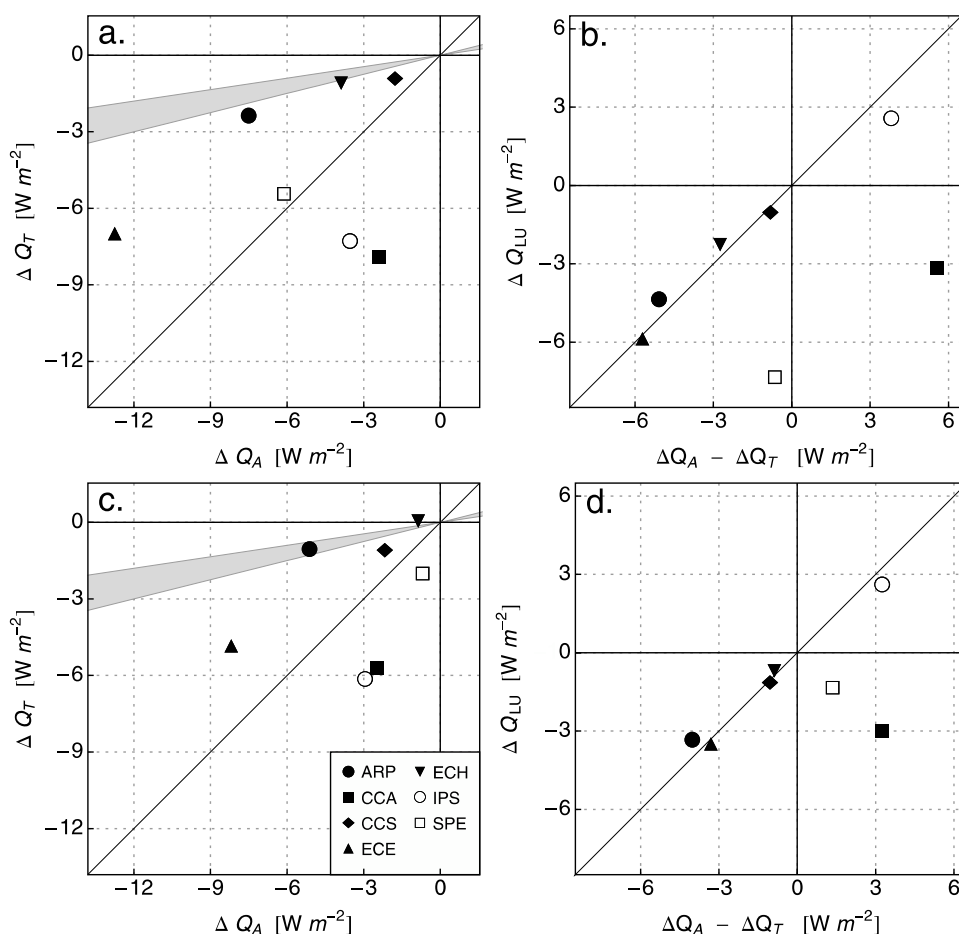 a.
0
−3
−6
−9
−12
Δ Q_T [W m⁻²]
−12 −9 −6 −3 0
Δ Q_A [W m⁻²]
b.
6
3
0
−3
−6
Δ Q_LU [W m⁻²]
−6 −3 0 3 6
ΔQ_A − ΔQ_T [W m⁻²]
c.
0
−3
−6
−9
−12
Δ Q_T [W m⁻²]
ARP ECH
CCA IPS
CCS SPE
ECE
−12 −9 −6 −3 0
Δ Q_A [W m⁻²]
d.
6
3
0
−3
−6
Δ Q_LU [W m⁻²]
−6 −3 0 3 6
ΔQ_A − ΔQ_T [W m⁻²]